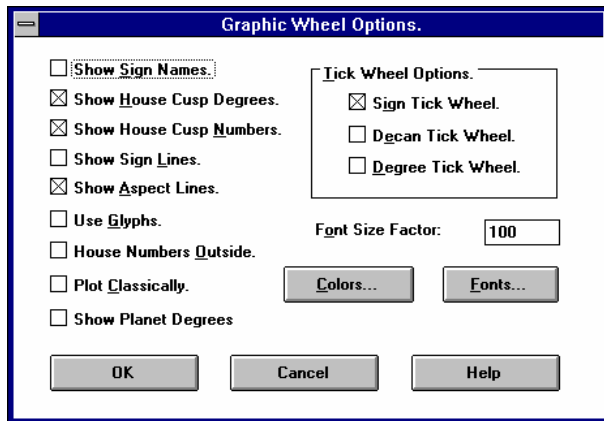 Graphic Wheel Options.
Show Sign Names.
Show House Cusp Degrees.
Show House Cusp Numbers.
Show Sign Lines.
Show Aspect Lines.
Use Glyphs.
House Numbers Outside.
Plot Classically.
Show Planet Degrees
Tick Wheel Options.
Sign Tick Wheel.
Decan Tick Wheel.
Degree Tick Wheel.
Font Size Factor: 100
Colors... Fonts...
OK Cancel Help